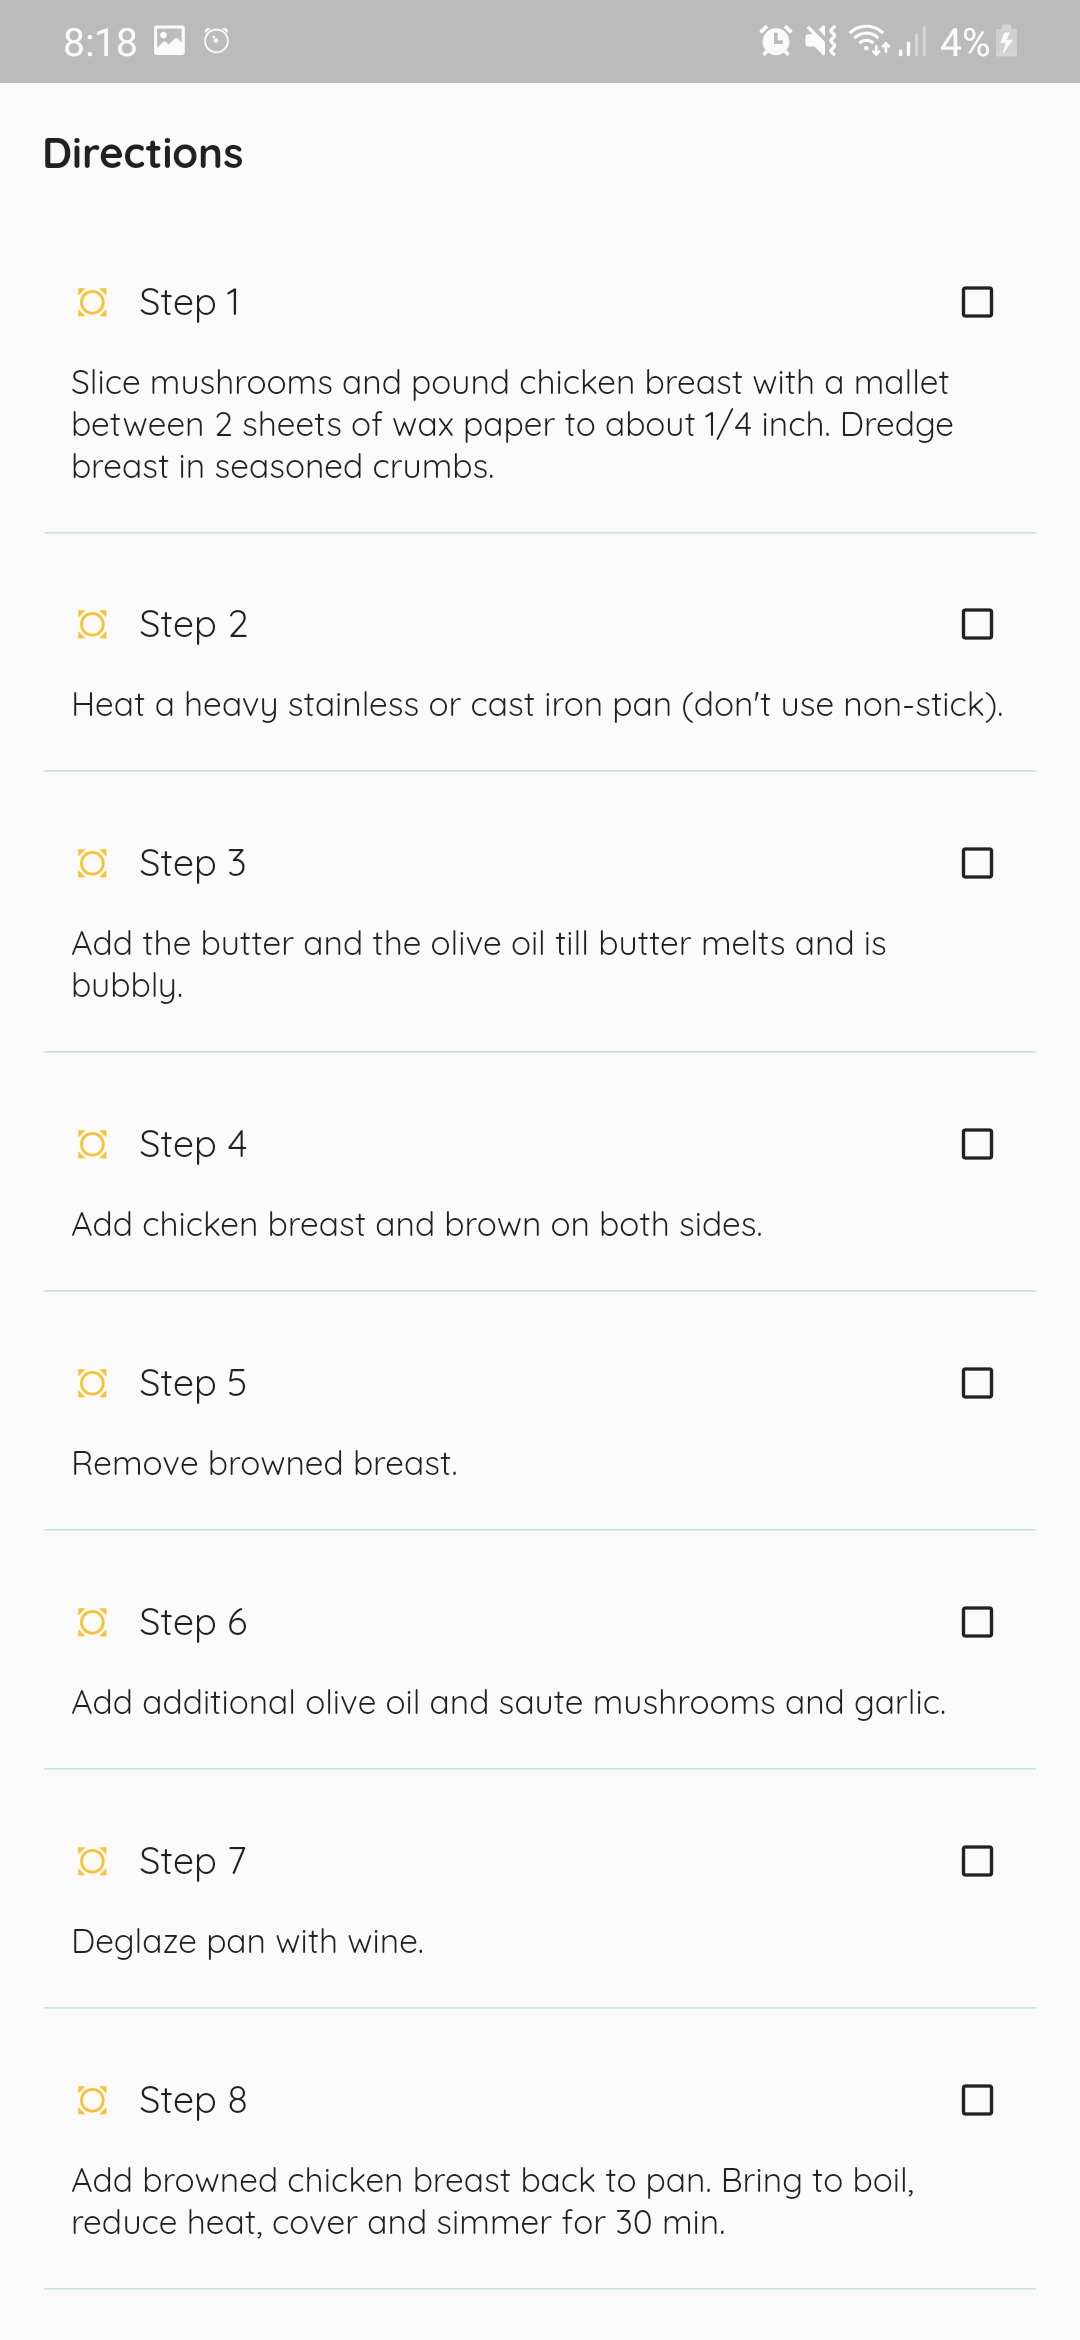 8:18 4%
Directions
Step 1
Slice mushrooms and pound chicken breast with a mallet
between 2 sheets of wax paper to about 1/4 inch. Dredge
breast in seasoned crumbs.
Step 2
Heat a heavy stainless or cast iron pan (don't use non-stick).
Step 3
Add the butter and the olive oil till butter melts and is
bubbly.
Step 4
Add chicken breast and brown on both sides.
Step 5
Remove browned breast.
Step 6
Add additional olive oil and saute mushrooms and garlic.
Step 7
Deglaze pan with wine.
Step 8
Add browned chicken breast back to pan. Bring to boil,
reduce heat, cover and simmer for 30 min.